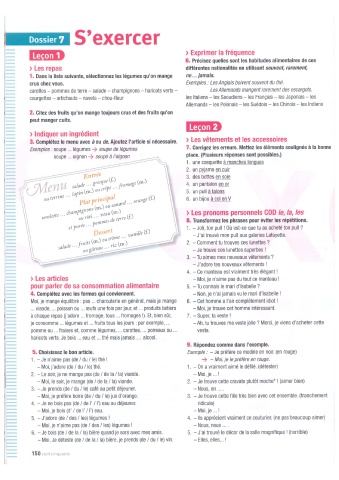 Dossier 7 S'exercer
Leçon 1
> Les repas
1. Dans la liste suivante, sélectionnez les légumes qu'on mange
crus chez vous.
carottes – pommes de terre – salade – champignons – haricots verts –
courgettes – artichauts – navets – chou-fleur
2. Citez des fruits qu'on mange toujours crus et des fruits qu'on
peut manger cuits.
> Indiquer un ingrédient
3. Complétez le menu avec à ou de. Ajoutez l'article si nécessaire.
Exemples : soupe ... légumes → soupe de légumes
soupe ... oignon → soupe à l'oignon
Menu
Entrée
salade ... gruyère (f.)
ou terrine ... lapin (m.) ou crêpe ... fromage (m.)
Plat principal
champignons (m.) ou canard ... orange (f.)
ou rôti ... veau (m.)
et purée ... pommes de terre (f.)
Dessert
salade ... fruits (m.) ou crème ... vanille (f.)
ou gâteau ... riz (m.)
> Les articles
pour parler de sa consommation alimentaire
4. Complétez avec les formes qui conviennent.
Moi, je mange équilibré : pas ... charcuterie en général, mais je mange
... viande, ... poisson ou ... œufs une fois par jour et ... produits laitiers
à chaque repas (j'adore ... fromage, tous ... fromages !). Et, bien sûr,
je consomme ... légumes et ... fruits tous les jours : par exemple, ...
pomme ou ... fraises et, comme légumes, ... carottes, ... poireaux ou ...
haricots verts. Je bois ... eau et ... thé mais jamais ... alcool.
5. Choisissez le bon article.
1. – Je n'aime pas (de / du / le) thé !
– Moi, j'adore (du / de / le) thé.
2. – Le soir, je ne mange pas (de / de la / la) viande.
– Moi, le soir, je mange (de / de la / la) viande.
3. – Je prends (de / du / le) café au petit déjeuner.
– Moi, je préfère boire (de / du / le) jus d'orange.
4. – Je ne bois pas (de / de l' / l') eau au déjeuner.
– Moi, je bois (d' / de l' / l') eau.
5. – J'adore (de / des / les) légumes !
– Moi, je n'aime pas (de / des / les) légumes !
6. – Je bois (de / de la / la) bière quand je sors avec mes amis.
– Moi, je déteste (de / de la / la) bière, je prends (de / du / le) vin.
150
> Exprimer la fréquence
6. Précisez quelles sont les habitudes alimentaires de ces
différentes nationalités en utilisant souvent, rarement,
ne... jamais.
Exemples : Les Anglais boivent souvent du thé.
Les Allemands mangent rarement des escargots.
les Italiens – les Saoudiens – les Français – les Japonais – les
Allemands – les Polonais – les Suédois – les Chinois – les Indiens
Leçon 2
> Les vêtements et les accessoires
7. Corrigez les erreurs. Mettez les éléments soulignés à la bonne
place. (Plusieurs réponses sont possibles.)
1. une casquette à manches longues
2. un pyjama en cuir
3. des bottes en soie
4. un pantalon en or
5. un pull à talons
6. un bijou à col en V
> Les pronoms personnels COD le, la, les
8. Transformez les phrases pour éviter les répétitions.
1. – Joli, ton pull ! Où est-ce que tu as acheté ton pull ?
– J'ai trouvé mon pull aux galeries Lafayette.
2. – Comment tu trouves ces lunettes ?
– Je trouve ces lunettes superbes !
3. – Tu aimes mes nouveaux vêtements ?
– J'adore tes nouveaux vêtements !
4. – Ce manteau est vraiment très élégant !
– Moi, je n'aime pas du tout ce manteau !
5. – Tu connais le mari d'Isabelle ?
– Non, je n'ai jamais vu le mari d'Isabelle !
6. – Cet homme a l'air complètement idiot !
– Moi, je trouve cet homme intéressant.
7. – Super, ta veste !
– Ah, tu trouves ma veste jolie ? Merci, je viens d'acheter cette
veste.
9. Répondez comme dans l'exemple.
Exemple : – Je préfère ce modèle en noir (en rouge)
→ – Moi, je le préfère en rouge.
1. – On a vraiment aimé le défilé. (détester)
– Moi, je ... !
2. – Je trouve cette cravate plutôt moche* ! (aimer bien)
– Nous, on ...
3. – Je trouve cette fille très bien avec cet ensemble. (franchement
ridicule)
– Moi, je ... !
4. – Ils apprécient vraiment ce couturier. (ne pas beaucoup aimer)
– Nous, nous ...
5. – J'ai trouvé le décor de la salle magnifique ! (horrible)
– Elles, elles... !